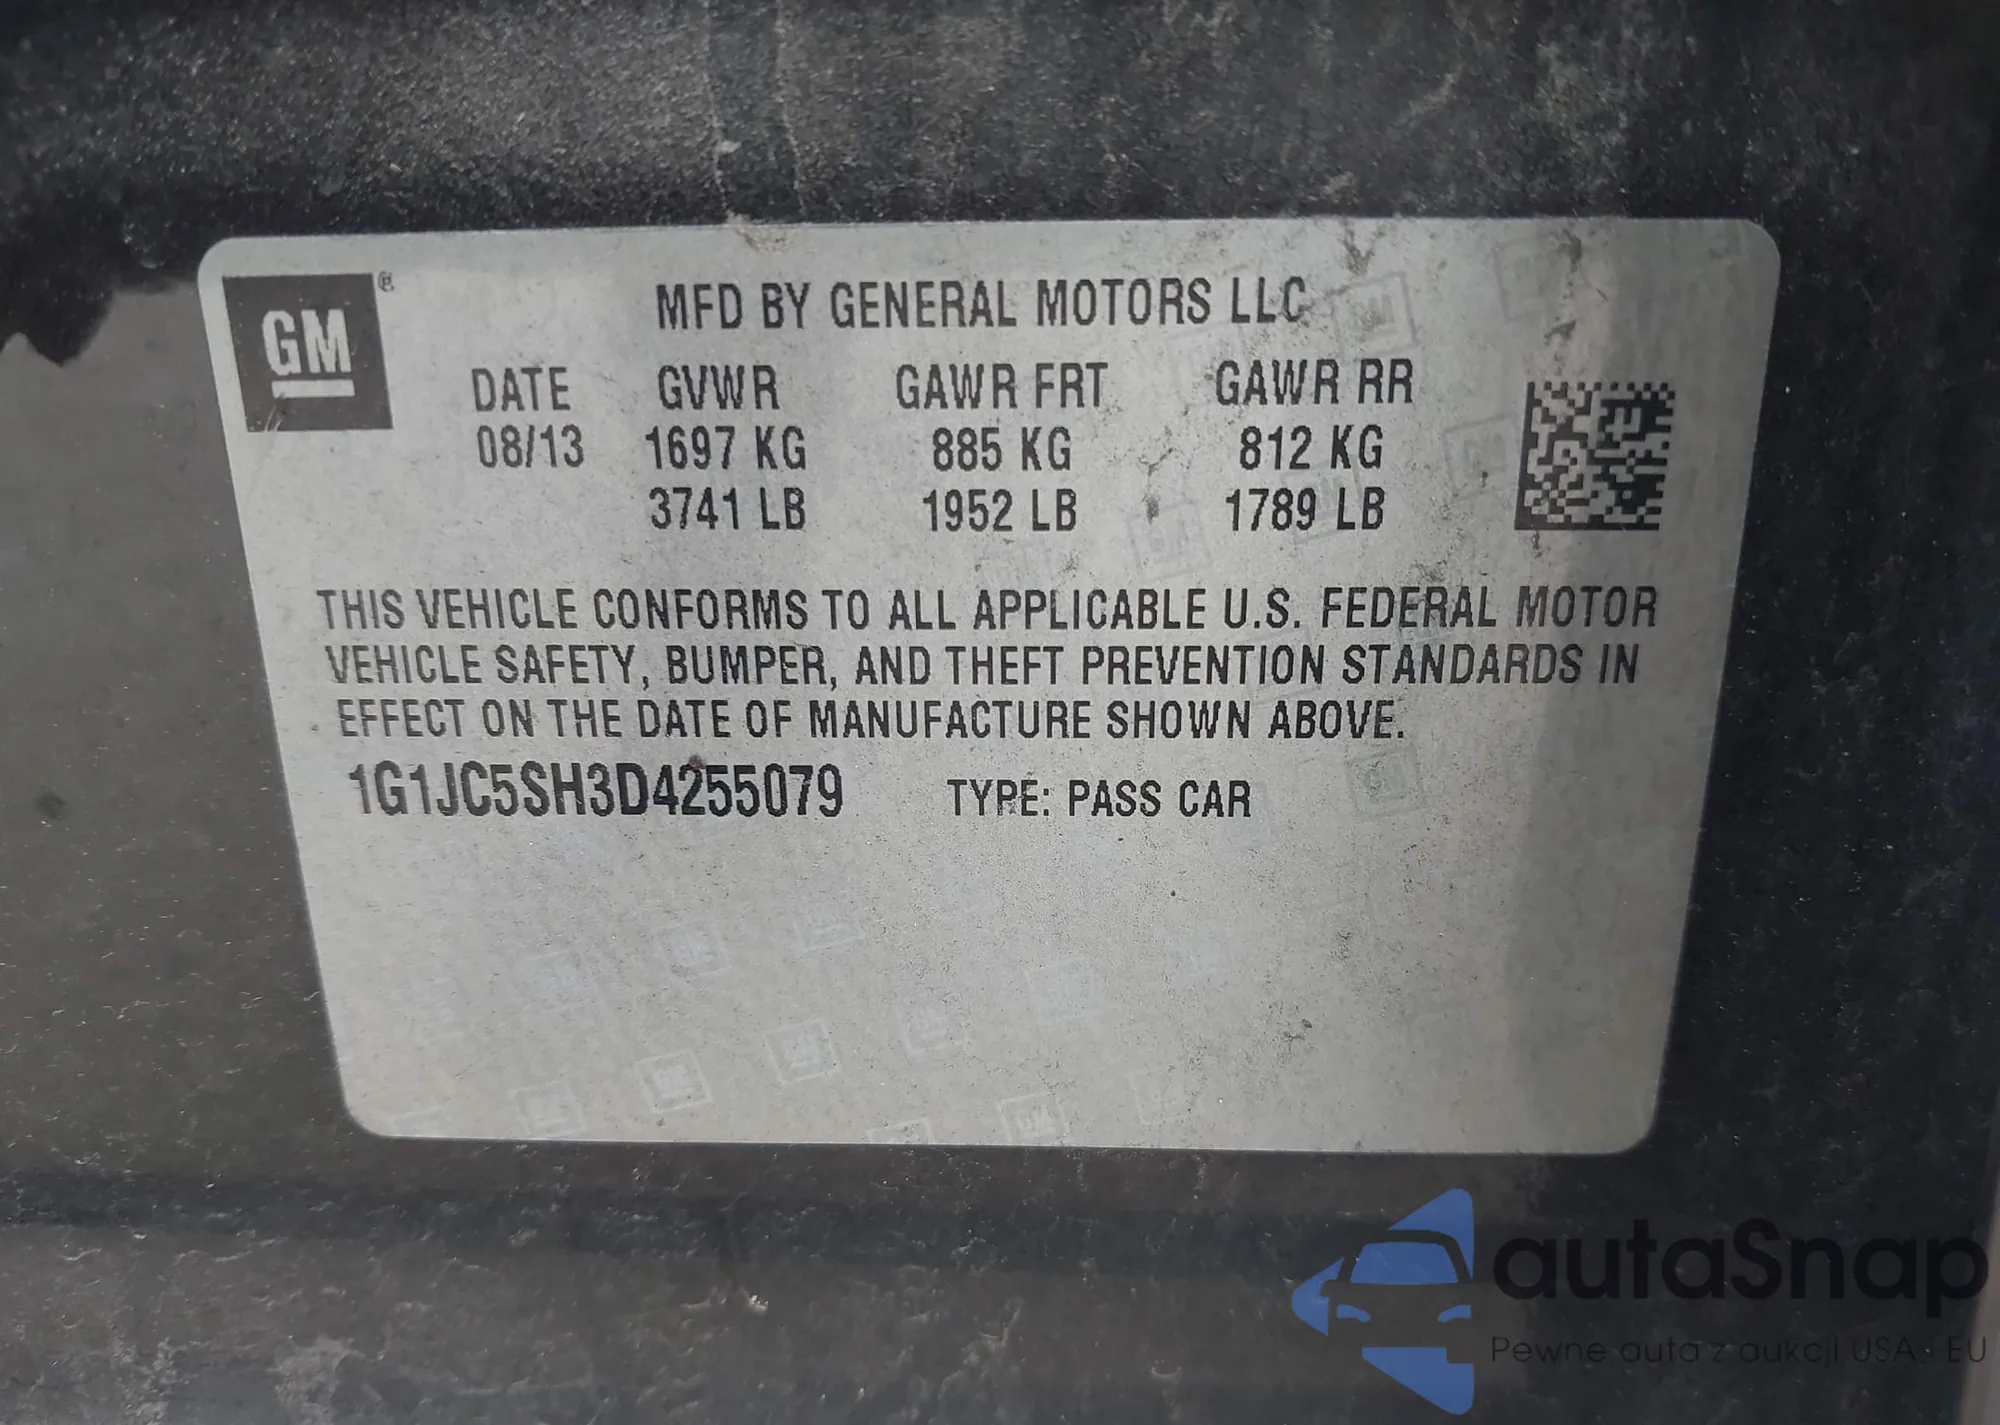 GM ®
MFD BY GENERAL MOTORS LLC
DATE GVWR GAWR FRT GAWR RR
08/13 1697 KG 885 KG 812 KG
3741 LB 1952 LB 1789 LB
THIS VEHICLE CONFORMS TO ALL APPLICABLE U.S. FEDERAL MOTOR
VEHICLE SAFETY, BUMPER, AND THEFT PREVENTION STANDARDS IN
EFFECT ON THE DATE OF MANUFACTURE SHOWN ABOVE.
1G1JC5SH3D4255079 TYPE: PASS CAR
autaSnap
Pewne auta z aukcji USA i EU